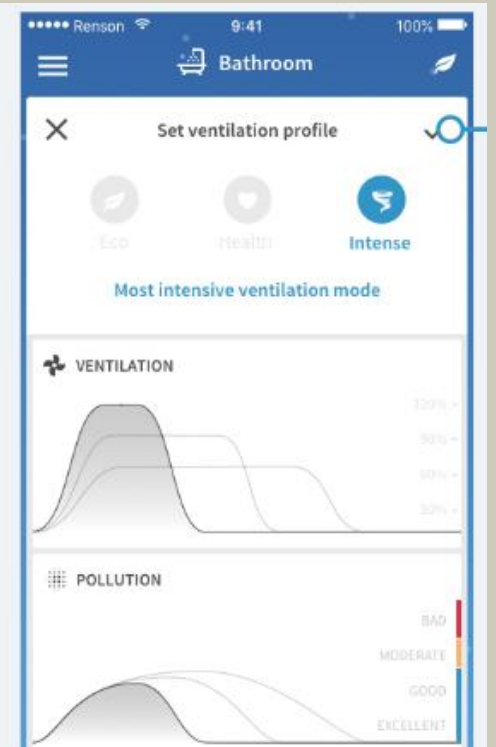 Renson 9:41 100%
Bathroom
Set ventilation profile
Eco Health Intense
Most intensive ventilation mode
VENTILATION
120%
90%
60%
30%
POLLUTION
BAD
MODERATE
GOOD
EXCELLENT